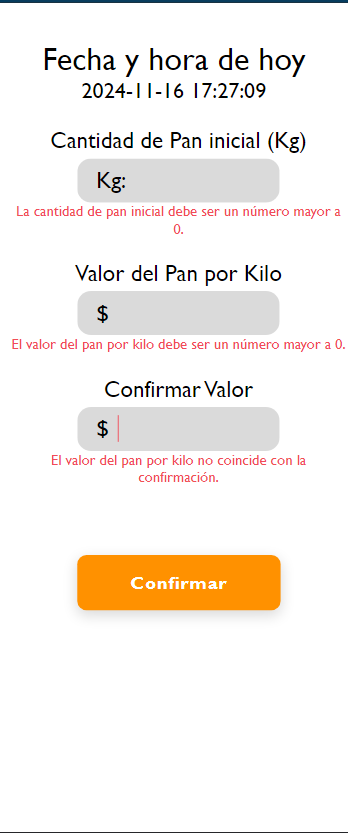 Fecha y hora de hoy
2024-11-16 17:27:09
Cantidad de Pan inicial (Kg)
Kg:
La cantidad de pan inicial debe ser un número mayor a
0.
Valor del Pan por Kilo
$
El valor del pan por kilo debe ser un número mayor a 0.
Confirmar Valor
$
El valor del pan por kilo no coincide con la
confirmación.
Confirmar